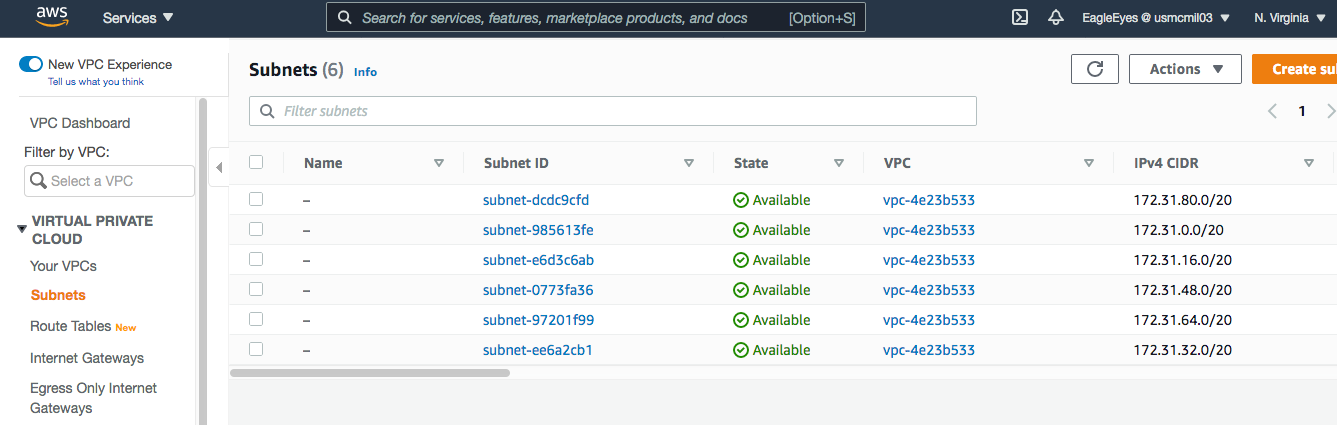 aws Services Search for services, features, marketplace products, and docs [Option+S] EagleEyes @ usmcmil03 N. Virginia
New VPC Experience
Tell us what you think
VPC Dashboard
Filter by VPC:
Select a VPC
VIRTUAL PRIVATE
CLOUD
Your VPCs
Subnets
Route Tables New
Internet Gateways
Egress Only Internet
Gateways
Subnets (6) Info Actions Create su
Filter subnets 1
Name Subnet ID State VPC IPv4 CIDR
– subnet-dcdc9cfd Available vpc-4e23b533 172.31.80.0/20
– subnet-985613fe Available vpc-4e23b533 172.31.0.0/20
– subnet-e6d3c6ab Available vpc-4e23b533 172.31.16.0/20
– subnet-0773fa36 Available vpc-4e23b533 172.31.48.0/20
– subnet-97201f99 Available vpc-4e23b533 172.31.64.0/20
– subnet-ee6a2cb1 Available vpc-4e23b533 172.31.32.0/20